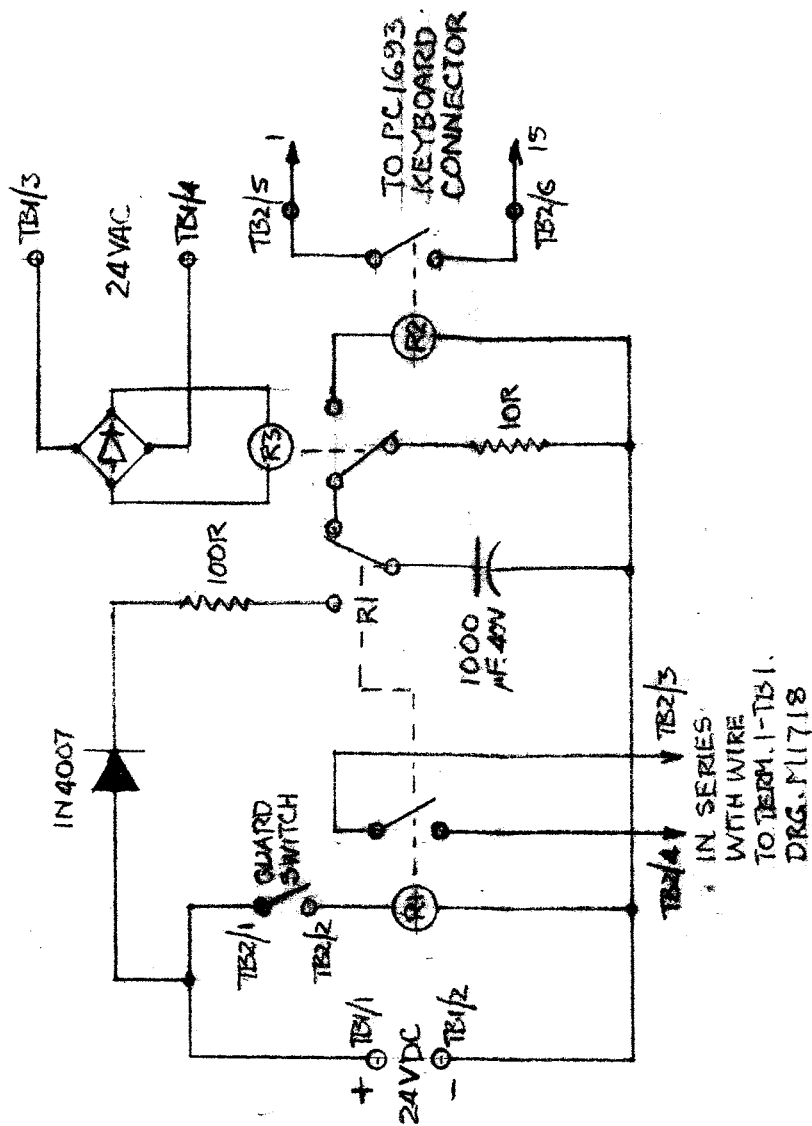 TB1/3
24VAC
TB1/4
TB2/5
1
TO PC1693
KEYBOARD
CONNECTOR
15
TB2/6
R3
R2
10R
100R
R1
1000
µF.40V
1N4007
GUARD
SWITCH
TB2/1
TB2/2
R1
TB2/3
TB2/4
IN SERIES
WITH WIRE
TO TERM. 1-TB1.
DRG. M1718
+
TB1/1
24VDC
TB1/2
-